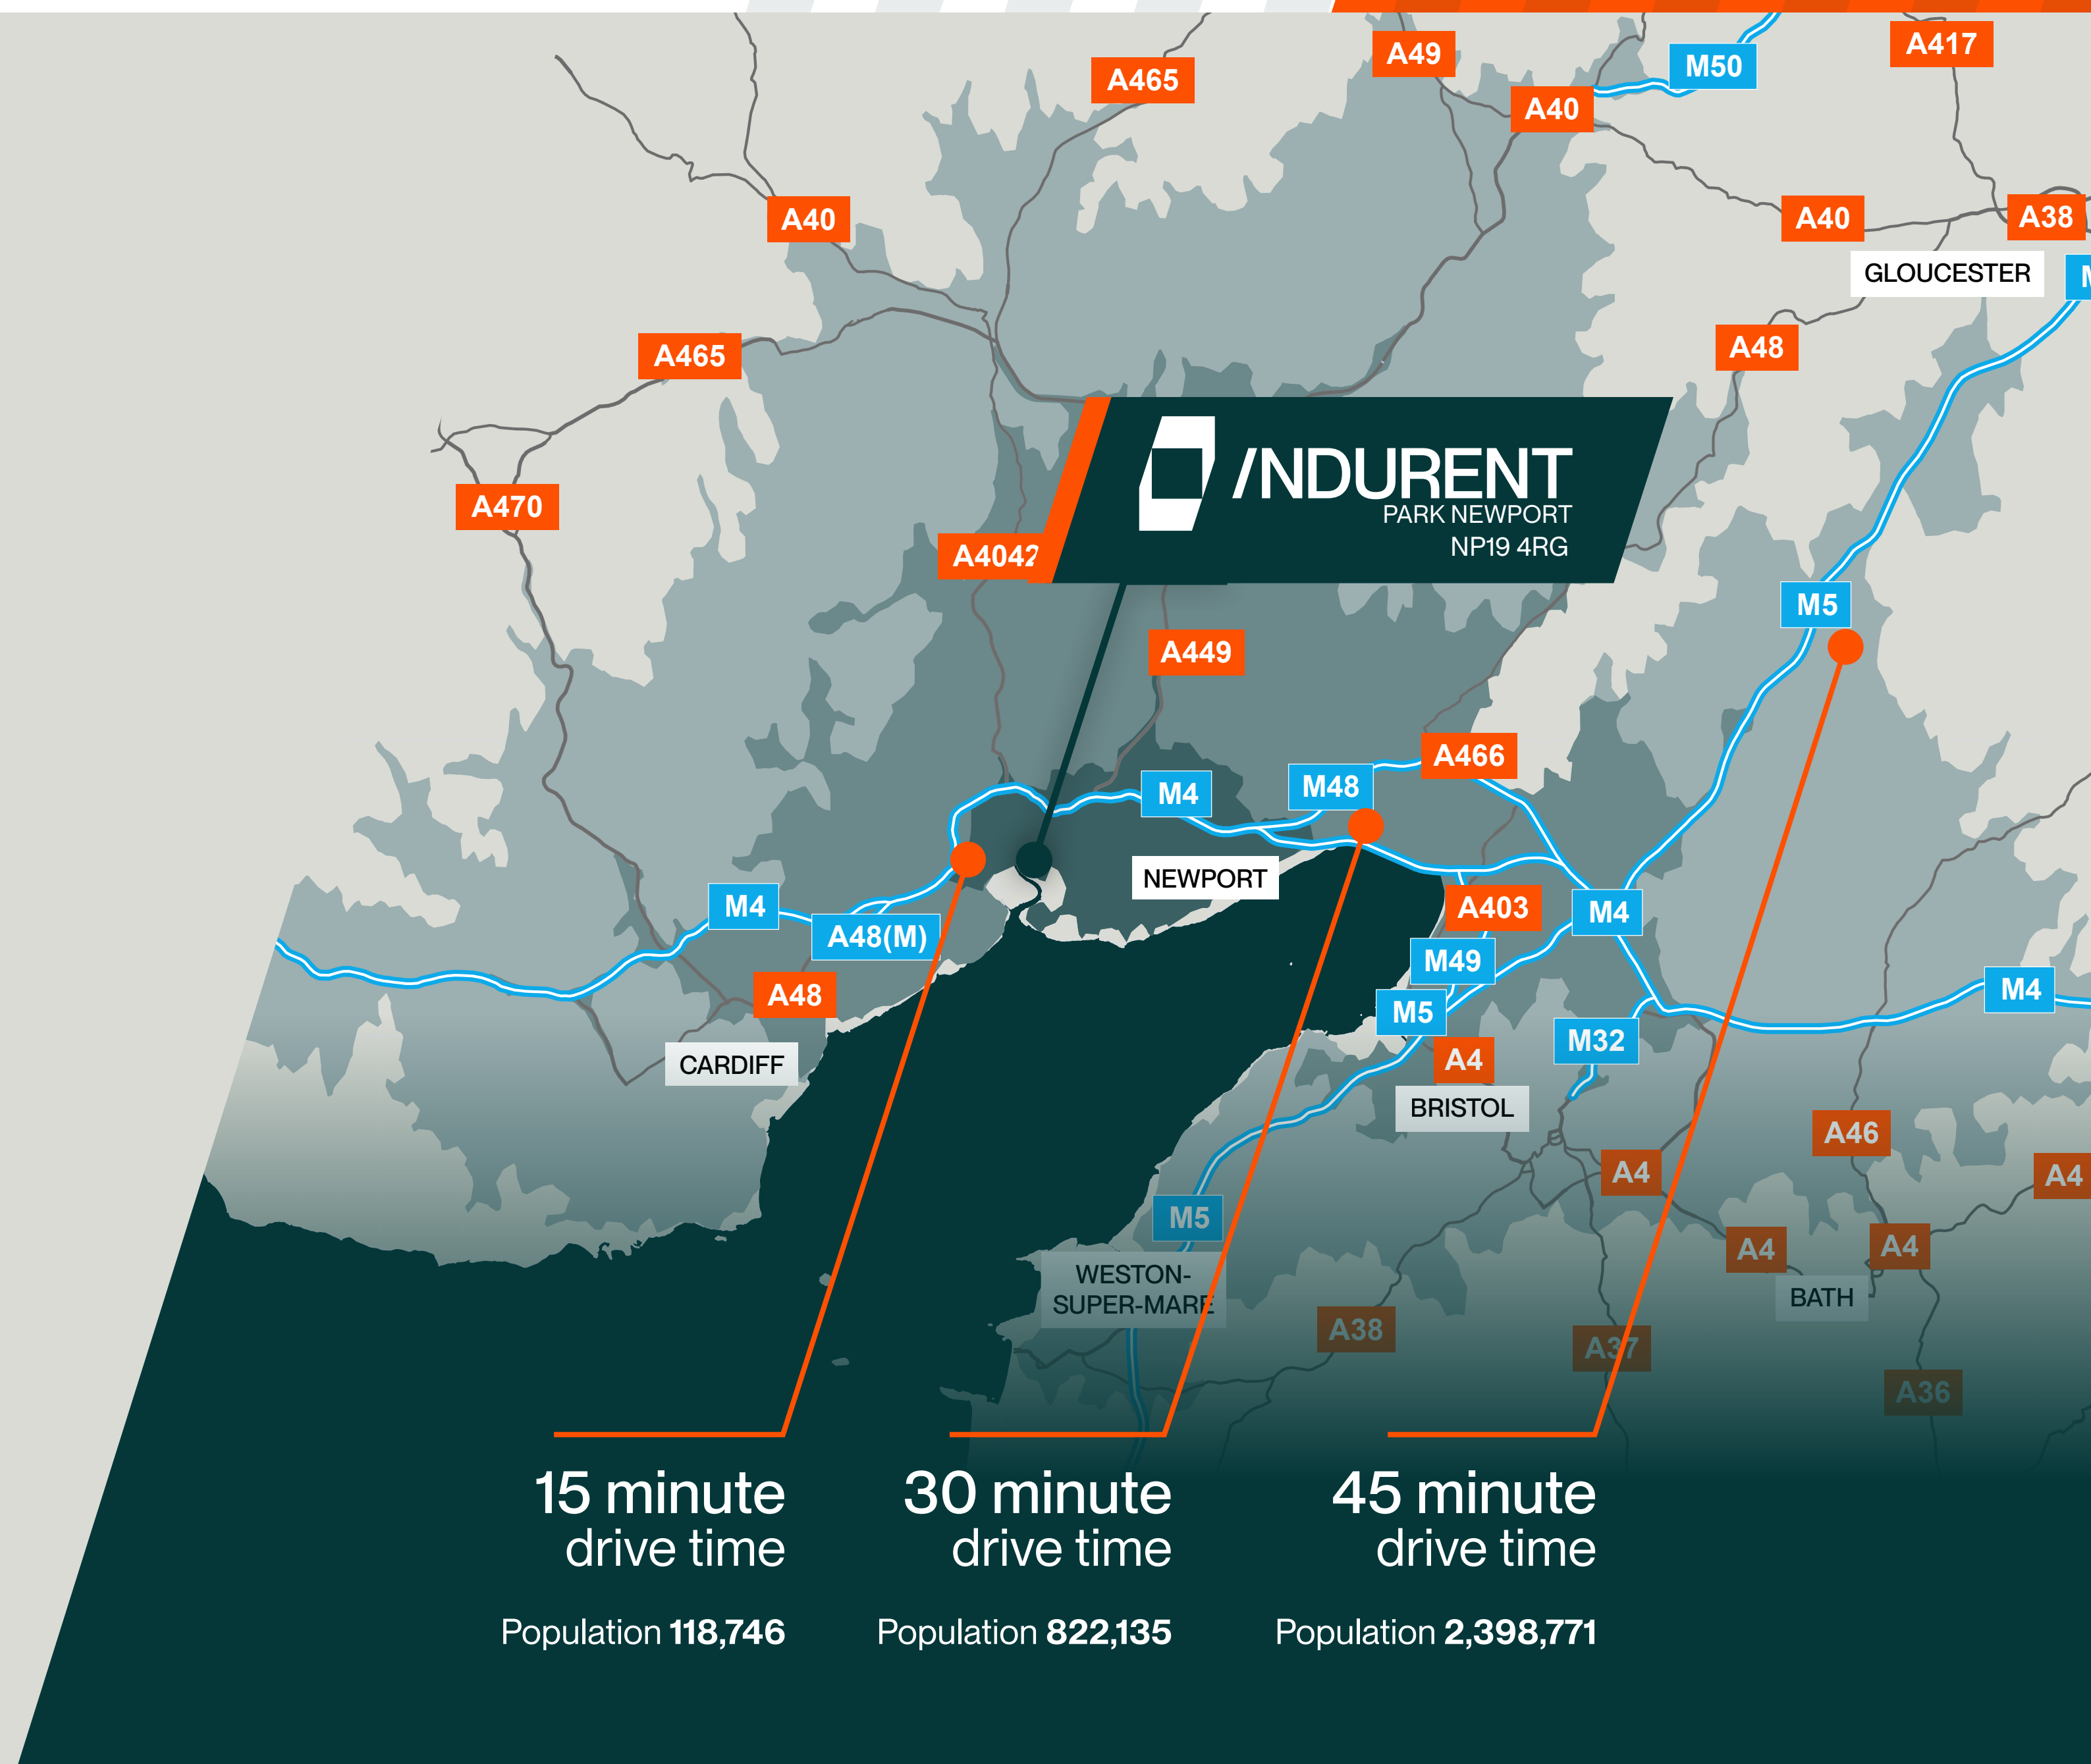 A417
A49
M50
A465
A40
A40
A40
A38
GLOUCESTER
A48
A465
A470
INDURENT
PARK NEWPORT
NP19 4RG
A4042
M5
A449
A466
M48
M4
NEWPORT
M4
A403
M4
A48(M)
M49
M4
A48
M5
M32
CARDIFF
A4
BRISTOL
A46
A4
A4
M5
A4
A4
WESTON-
SUPER-MARE
BATH
A38
A37
A36
15 minute
drive time
Population 118,746
30 minute
drive time
Population 822,135
45 minute
drive time
Population 2,398,771